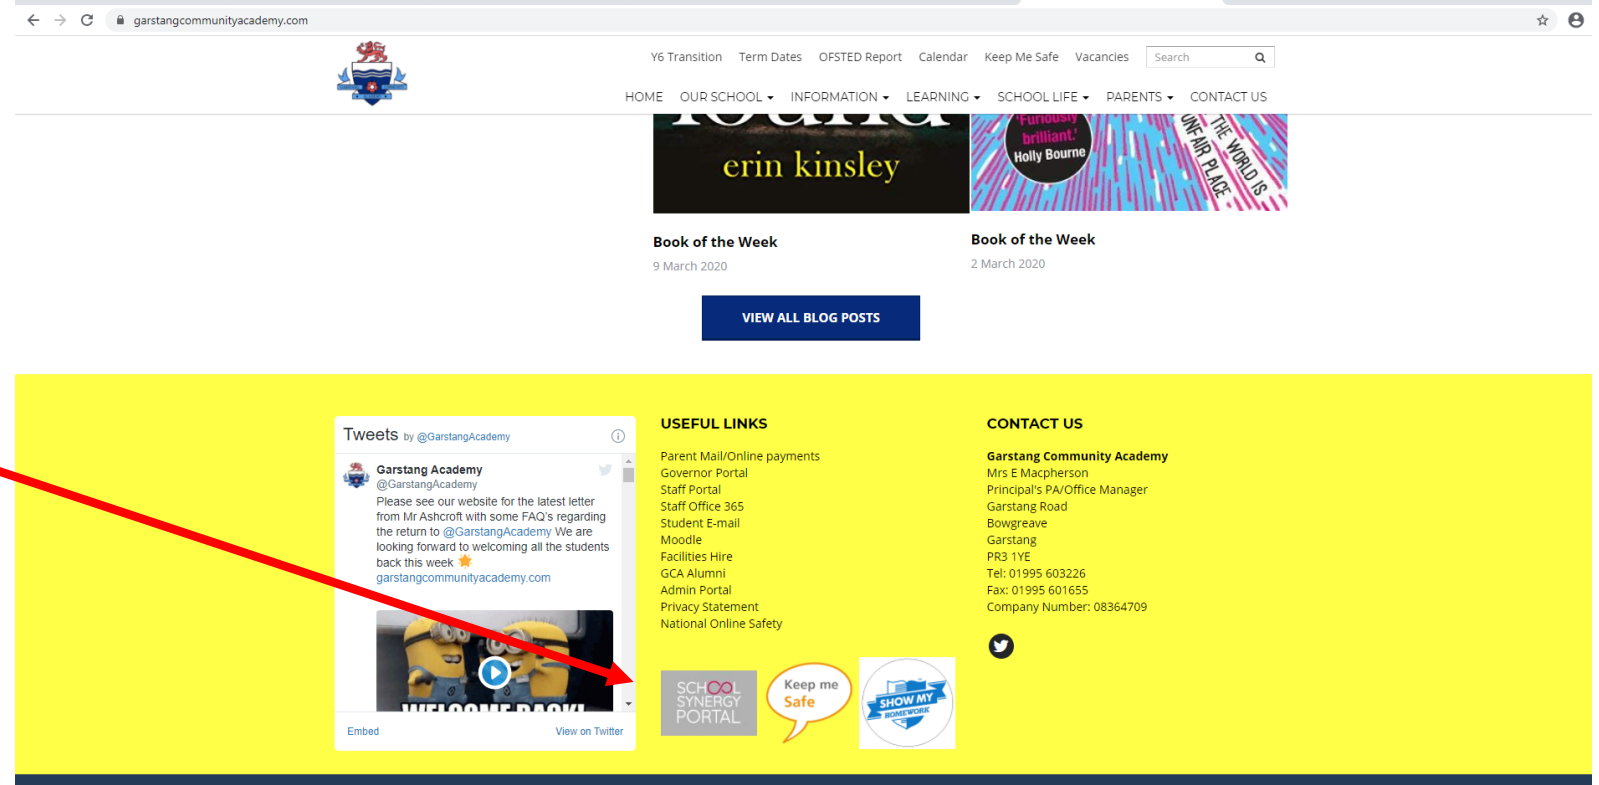 garstangcommunityacademy.com
Y6 Transition Term Dates OFSTED Report Calendar Keep Me Safe Vacancies Search
HOME OUR SCHOOL INFORMATION LEARNING SCHOOL LIFE PARENTS CONTACT US
found
erin kinsley
'Furiously
brilliant.'
Holly Bourne
THE WORLD IS
UNFAIR PLACE
Book of the Week
9 March 2020
Book of the Week
2 March 2020
VIEW ALL BLOG POSTS
Tweets by @GarstangAcademy
Garstang Academy
@GarstangAcademy
Please see our website for the latest letter
from Mr Ashcroft with some FAQ's regarding
the return to @GarstangAcademy We are
looking forward to welcoming all the students
back this week
garstangcommunityacademy.com
WELCOME BACK!
Embed View on Twitter
USEFUL LINKS
Parent Mail/Online payments
Governor Portal
Staff Portal
Staff Office 365
Student E-mail
Moodle
Facilities Hire
GCA Alumni
Admin Portal
Privacy Statement
National Online Safety
SCHOOL
SYNERGY
PORTAL
Keep me
Safe
SHOW MY
HOMEWORK
CONTACT US
Garstang Community Academy
Mrs E Macpherson
Principal's PA/Office Manager
Garstang Road
Bowgreave
Garstang
PR3 1YE
Tel: 01995 603226
Fax: 01995 601655
Company Number: 08364709